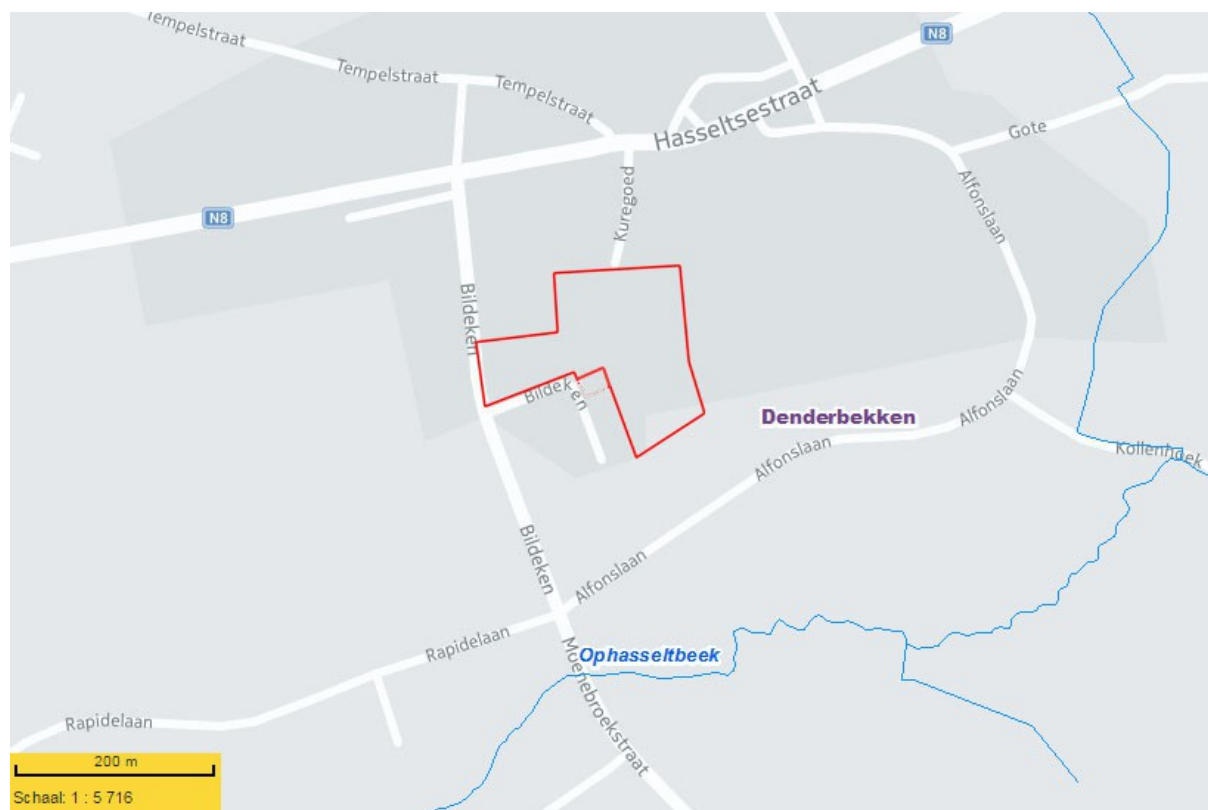 Tempelstraat
Tempelstraat
Tempelstraat
N8
Hasseltsestraat
Gote
Kuregoed
Alfonslaan
N8
Bildeken
Bildeken
Denderbekken
Alfonslaan
Alfonslaan
Alfonslaan
Kollenhoek
Bildeken
Alfonslaan
Rapidelaan
Ophasseltbeek
Moenebroekstraat
Rapidelaan
200 m
Schaal: 1 : 5 716